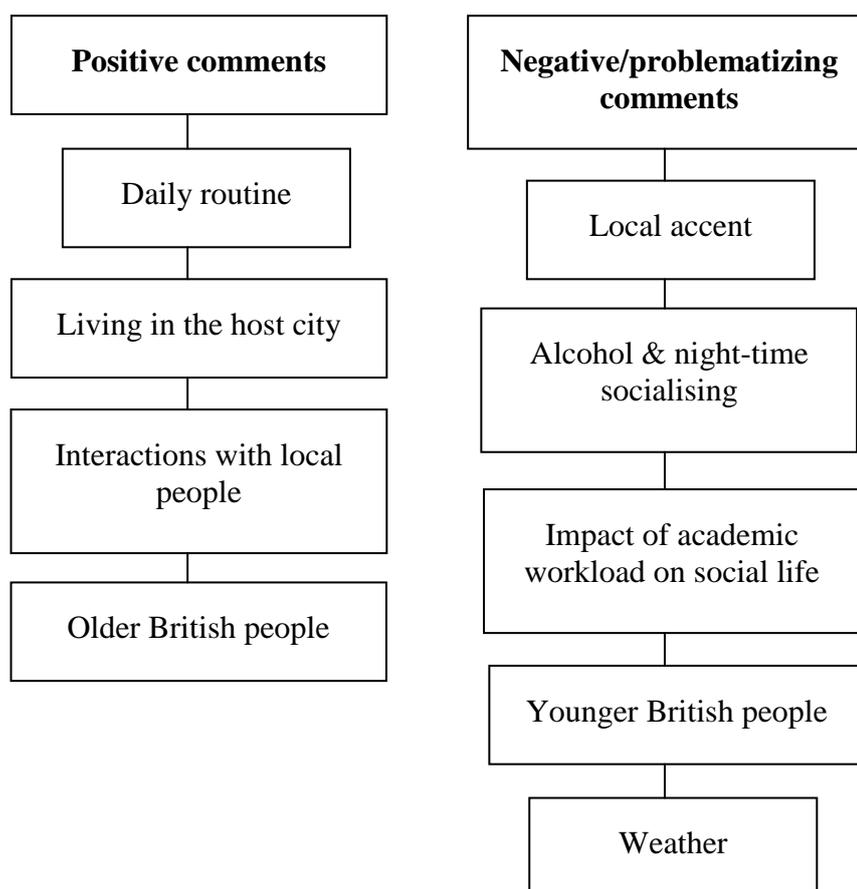 Positive comments
Daily routine
Living in the host city
Interactions with local
people
Older British people
Negative/problematizing
comments
Local accent
Alcohol & night-time
socialising
Impact of academic
workload on social life
Younger British people
Weather